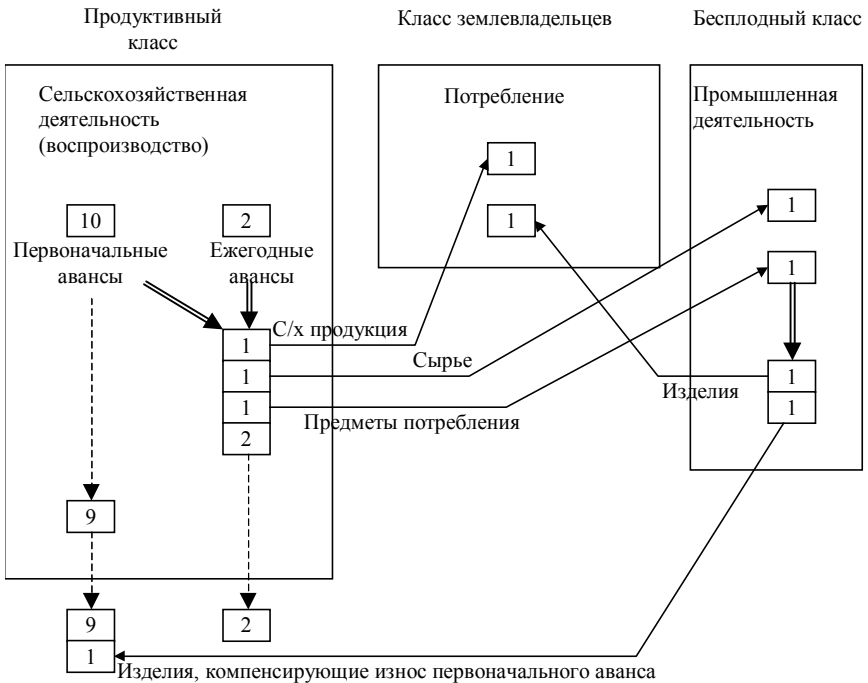 Продуктивный
класс
Класс землевладельцев
Бесплодный класс
Сельскохозяйственная
деятельность
(воспроизводство)
Потребление
Промышленная
деятельность
1
10
2
1
1
Первоначальные
авансы
Ежегодные
авансы
1
С/х продукция
1
Сырье
1
1
Изделия
1
1
Предметы потребления
2
9
9
2
1
Изделия, компенсирующие износ первоначального аванса